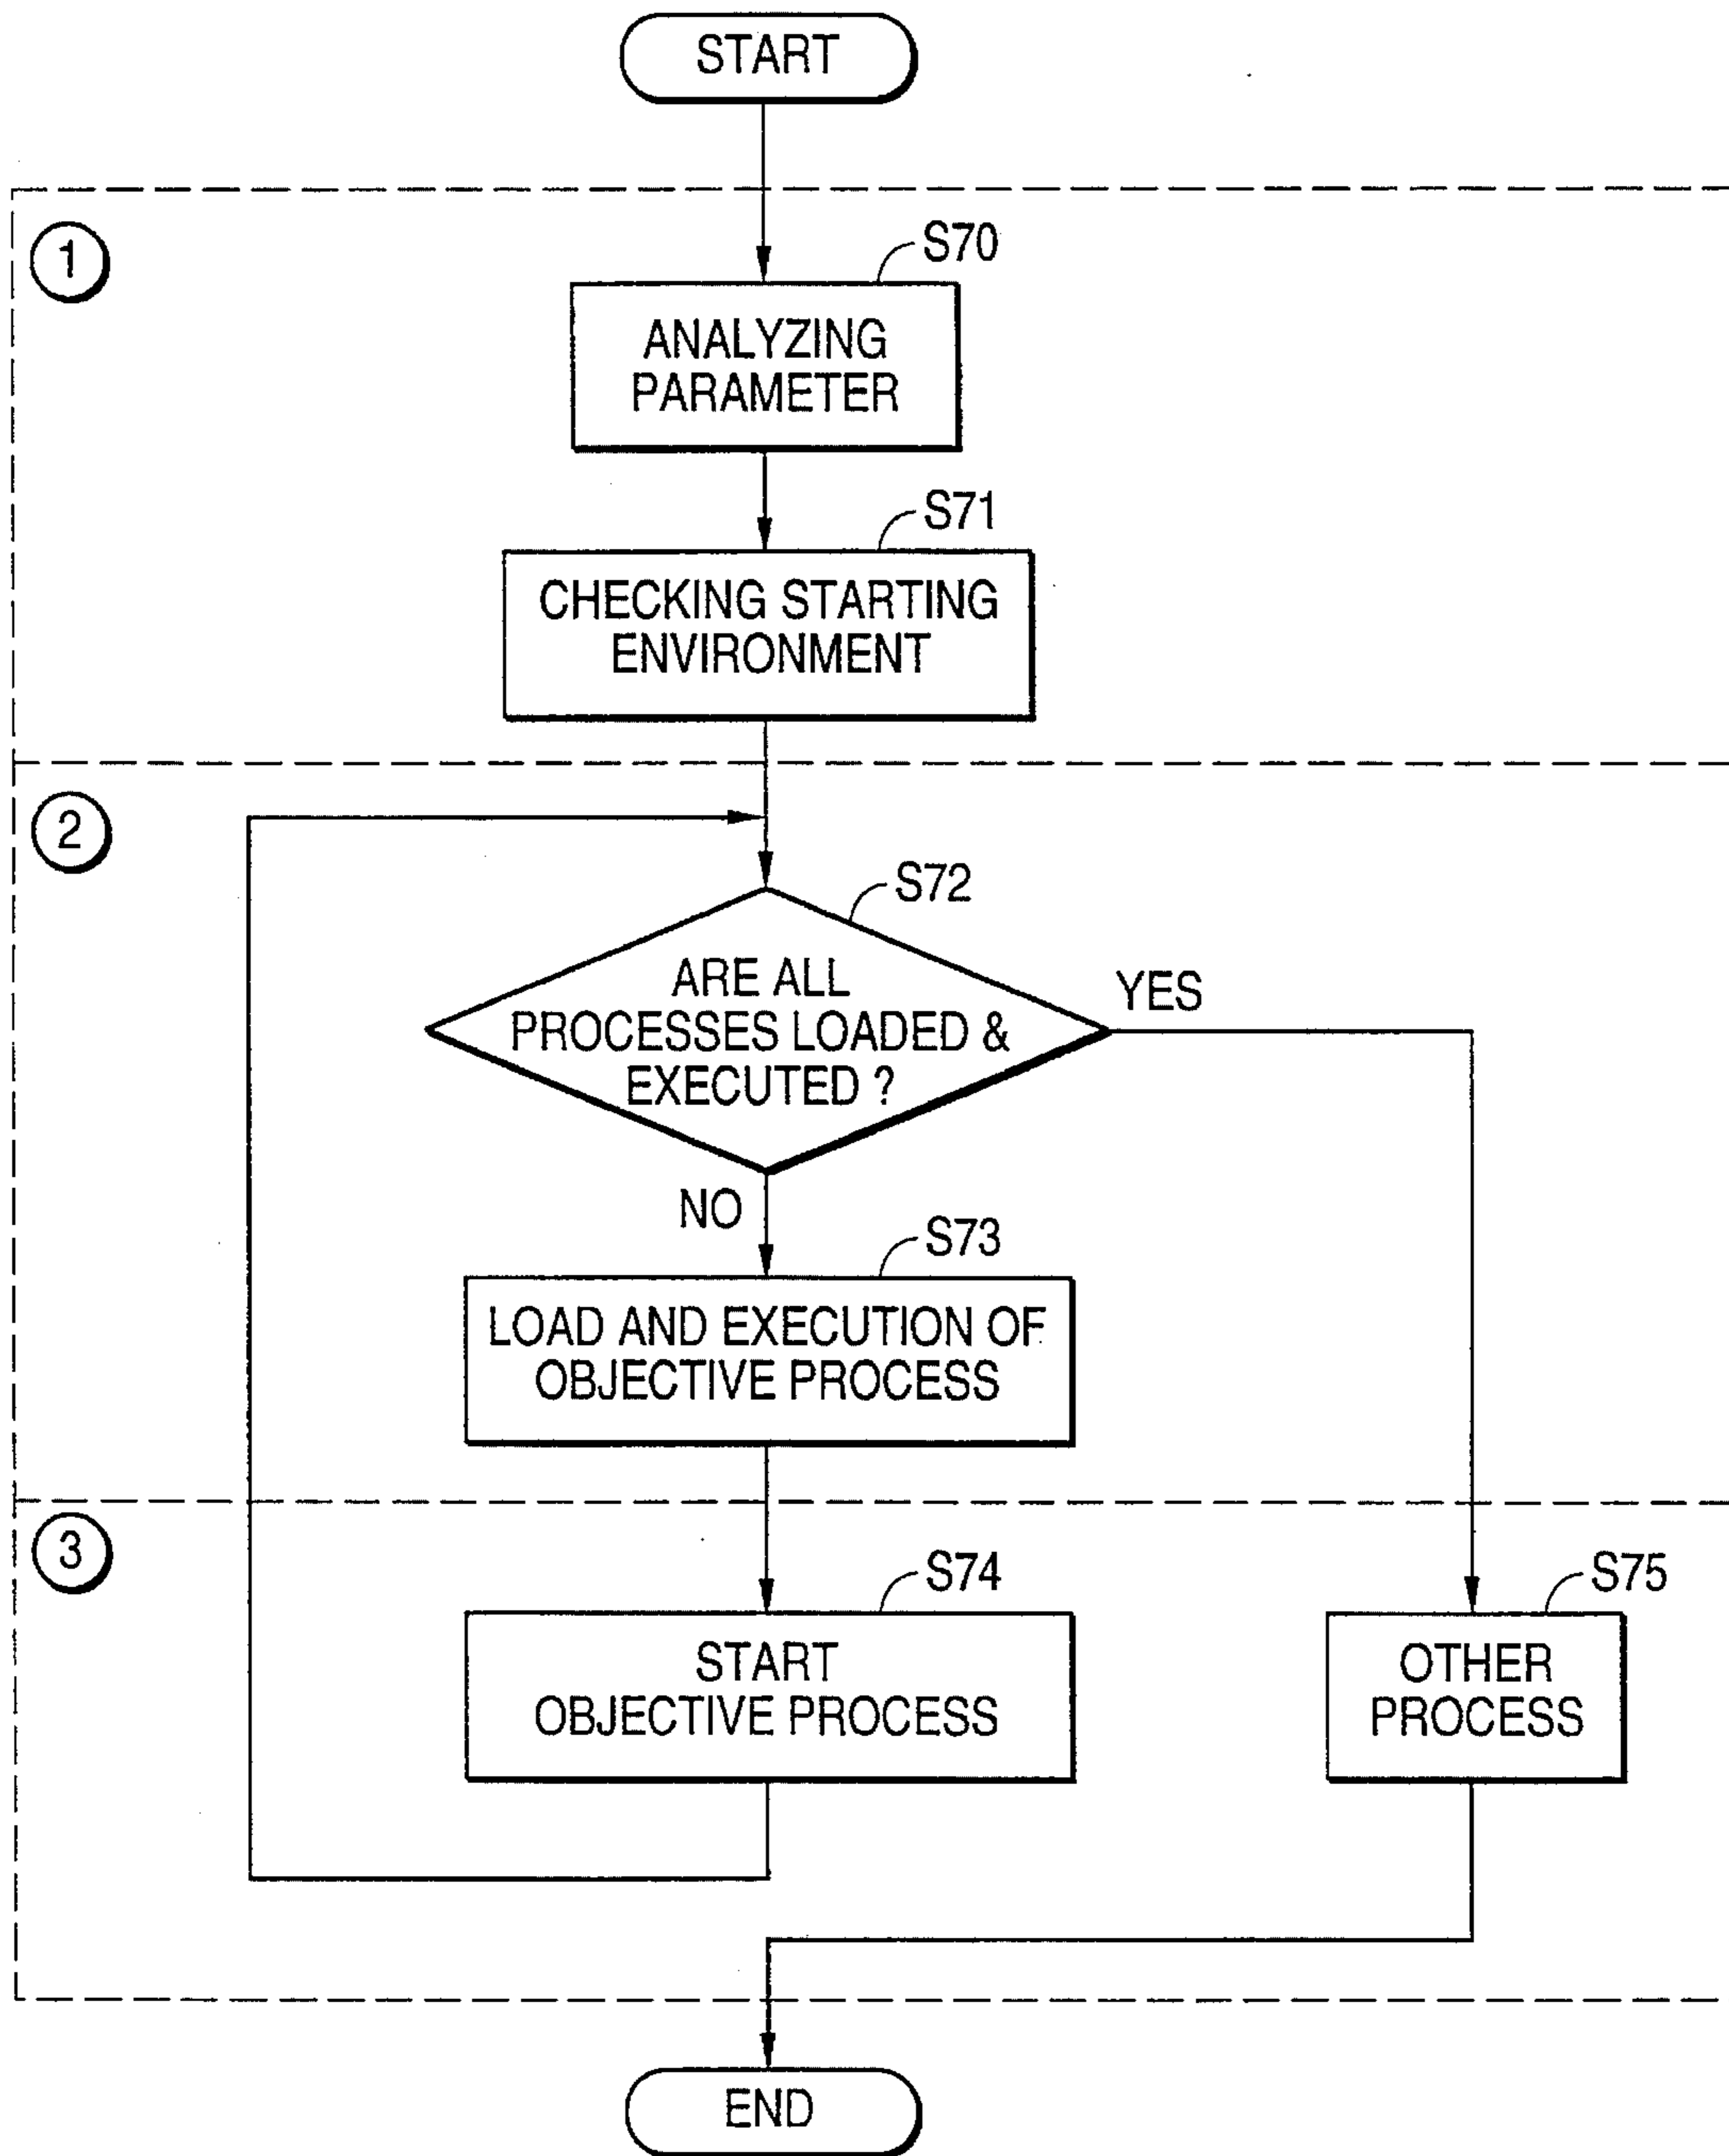 START
1
S70
ANALYZING
PARAMETER
S71
CHECKING STARTING
ENVIRONMENT
2
S72
ARE ALL
PROCESSES LOADED &
EXECUTED ?
YES
NO
S73
LOAD AND EXECUTION OF
OBJECTIVE PROCESS
3
S74
START
OBJECTIVE PROCESS
S75
OTHER
PROCESS
END